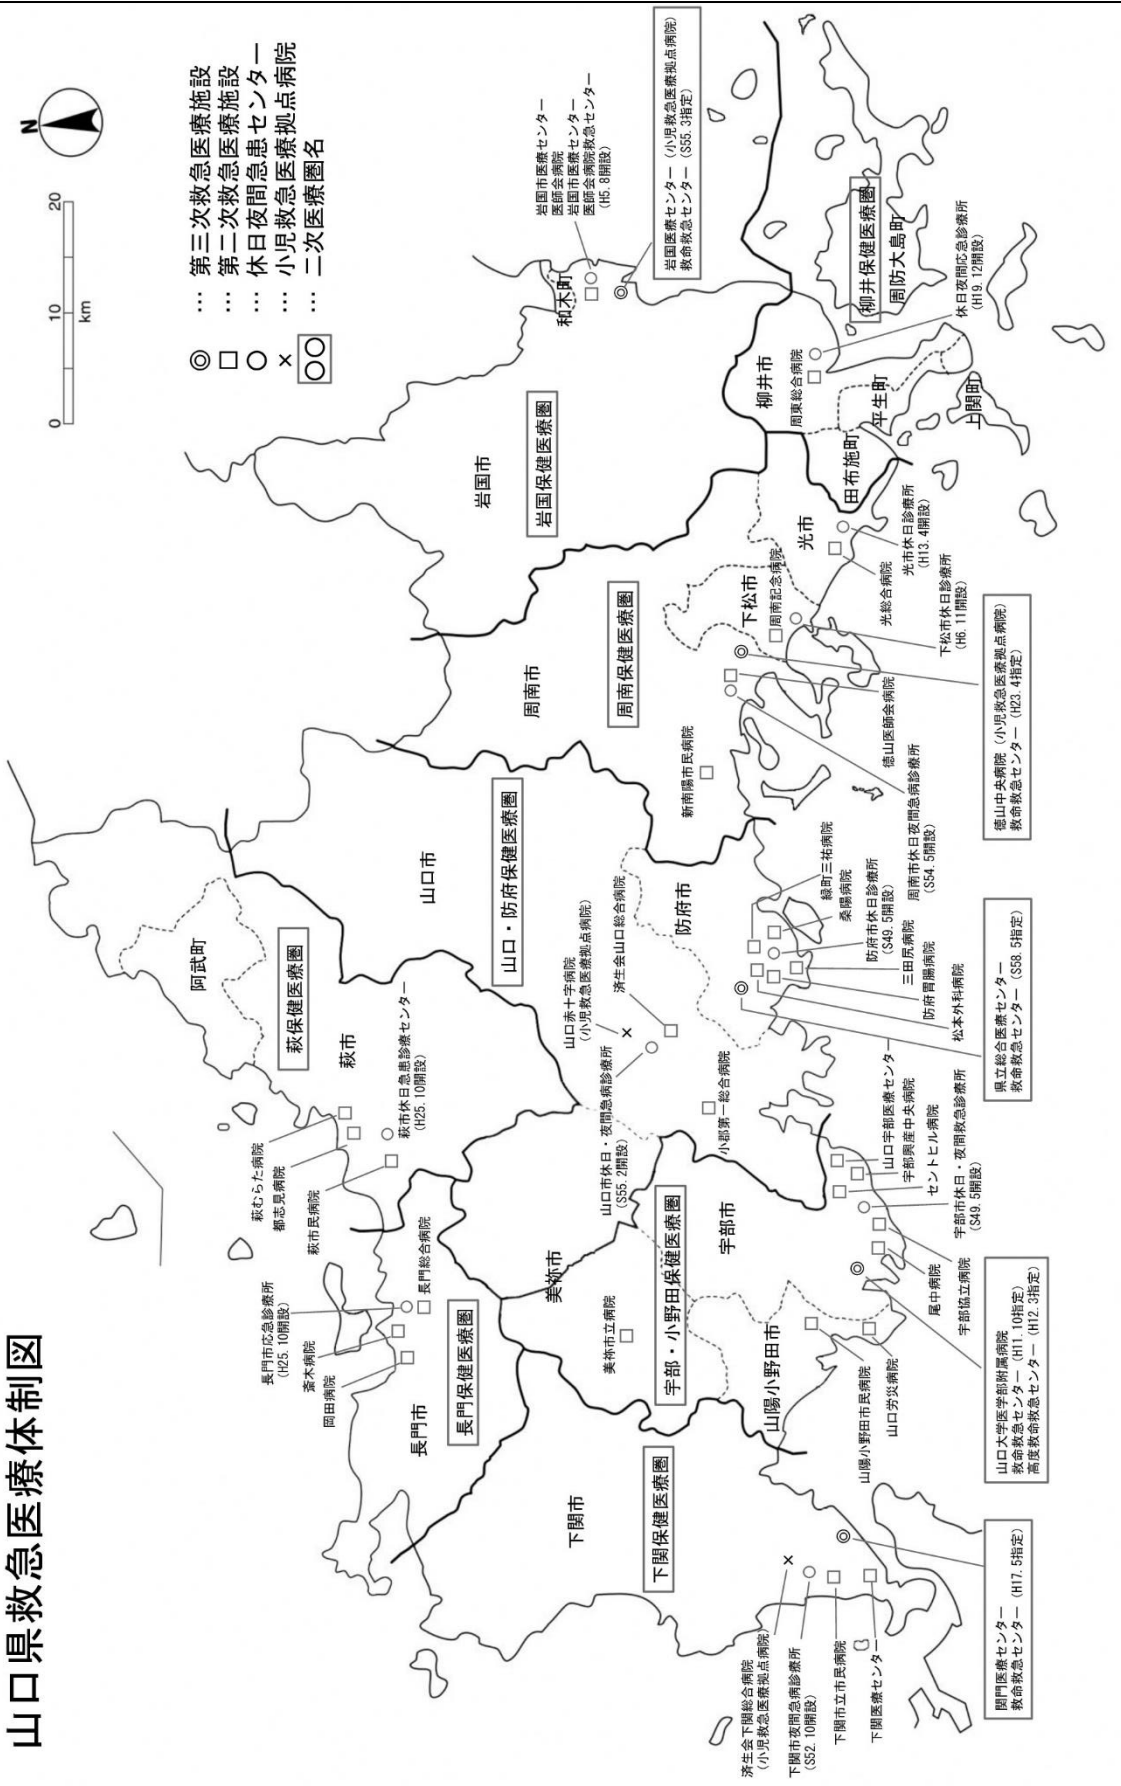 山口県救急医療体制図
0 10 20
km
N
◎ … 第三次救急医療施設
□ … 第二次救急医療施設
○ … 休日夜間急患センター
× … 小児救急医療拠点病院
○○ … 二次医療圏名
阿武町
萩保健医療圏
萩市
萩むらた病院
都志見病院
萩市民病院
萩市休日急患診療センター
(H25.10開設)
長門市応急診療所
(H25.10開設)
斎木病院
岡田病院
長門総合病院
長門市
長門保健医療圏
下関市
下関保健医療圏
済生会下関総合病院
(小児救急医療拠点病院)
下関市夜間急病診療所
(S52.10開設)
下関市立市民病院
下関医療センター
関門医療センター
救命救急センター (H17.5指定)
美祢市
美祢市立病院
宇部・小野田保健医療圏
宇部市
山陽小野田市
山陽小野田市民病院
山口労災病院
山口大学医学部附属病院
救命救急センター (H11.10指定)
高度救命救急センター (H12.3指定)
尾中病院
宇部協立病院
宇部市休日・夜間救急診療所
(S49.5開設)
セントヒル病院
宇部興産中央病院
山口宇部医療センター
山口市
山口・防府保健医療圏
山口赤十字病院
(小児救急医療拠点病院)
済生会山口総合病院
山口市休日・夜間急病診療所
(S55.2開設)
小郡第一総合病院
防府市
緑町三祐病院
桑陽病院
防府市休日診療所
(S49.5開設)
三田尻病院
防府胃腸病院
松本外科病院
県立総合医療センター
救命救急センター (S58.5指定)
周南市
周南保健医療圏
新南陽市民病院
徳山医師会病院
周南市休日夜間急病診療所
(S54.5開設)
徳山中央病院 (小児救急医療拠点病院)
救命救急センター (H23.4指定)
下松市
周南記念病院
下松市休日診療所
(H6.11開設)
光市
光総合病院
光市休日診療所
(H13.4開設)
岩国市
岩国保健医療圏
和木町
岩国市医療センター
医師会病院
岩国市医療センター
医師会病院救急センター
(H5.8開設)
岩国医療センター (小児救急医療拠点病院)
救命救急センター (S55.3指定)
柳井市
周東総合病院
柳井保健医療圏
周防大島町
休日夜間応急診療所
(H19.12開設)
田布施町
平生町
上関町